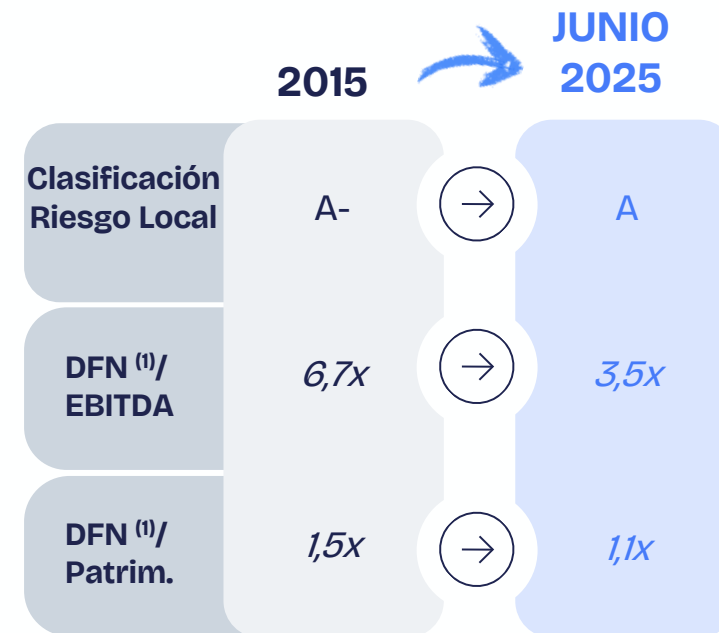 2015
JUNIO
2025
Clasificación
Riesgo Local
A-
A
DFN (1)/
EBITDA
6,7x
3,5x
DFN (1)/
Patrim.
1,5x
1,1x